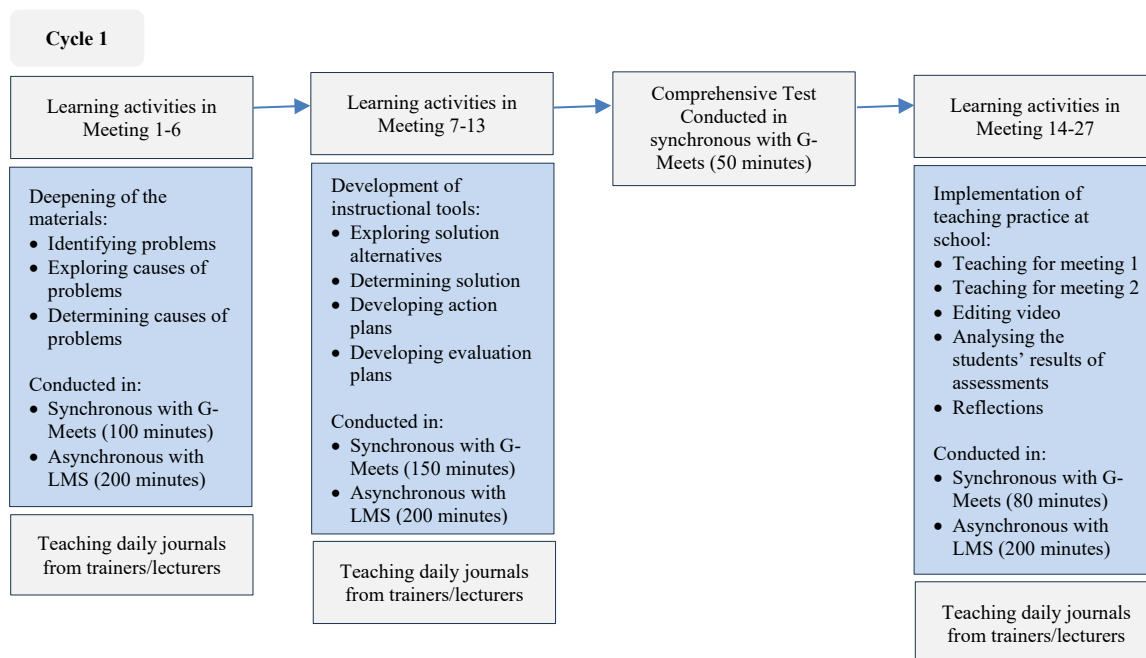 Cycle 1
Learning activities in
Meeting 1-6
Deepening of the
materials:
• Identifying problems
• Exploring causes of
problems
• Determining causes of
problems
Conducted in:
• Synchronous with G-
Meets (100 minutes)
• Asynchronous with
LMS (200 minutes)
Teaching daily journals
from trainers/lecturers
Learning activities in
Meeting 7-13
Development of
instructional tools:
• Exploring solution
alternatives
• Determining solution
• Developing action
plans
• Developing evaluation
plans
Conducted in:
• Synchronous with G-
Meets (150 minutes)
• Asynchronous with
LMS (200 minutes)
Teaching daily journals
from trainers/lecturers
Comprehensive Test
Conducted in
synchronous with G-
Meets (50 minutes)
Learning activities in
Meeting 14-27
Implementation of
teaching practice at
school:
• Teaching for meeting 1
• Teaching for meeting 2
• Editing video
• Analysing the
students’ results of
assessments
• Reflections
Conducted in:
• Synchronous with G-
Meets (80 minutes)
• Asynchronous with
LMS (200 minutes)
Teaching daily journals
from trainers/lecturers